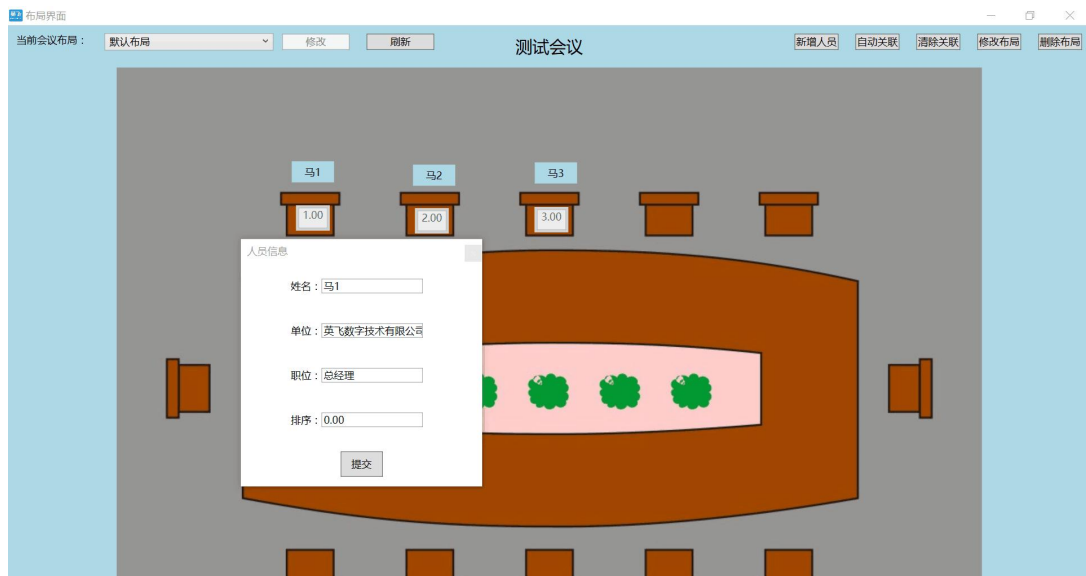 布局界面
当前会议布局： 默认布局 修改 刷新 测试会议 新增人员 自动关联 清除关联 修改布局 删除布局
马1 马2 马3
1.00 2.00 3.00
人员信息
姓名：马1
单位：英飞数字技术有限公司
职位：总经理
排序：0.00
提交